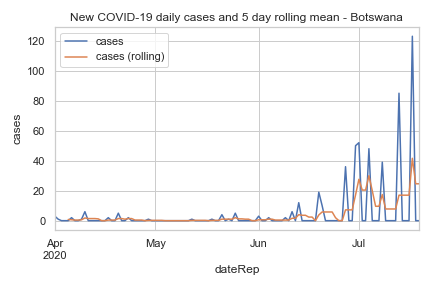 New COVID-19 daily cases and 5 day rolling mean - Botswana
cases
cases (rolling)
120
100
80
60
40
20
0
cases
Apr
2020
May
Jun
Jul
dateRep